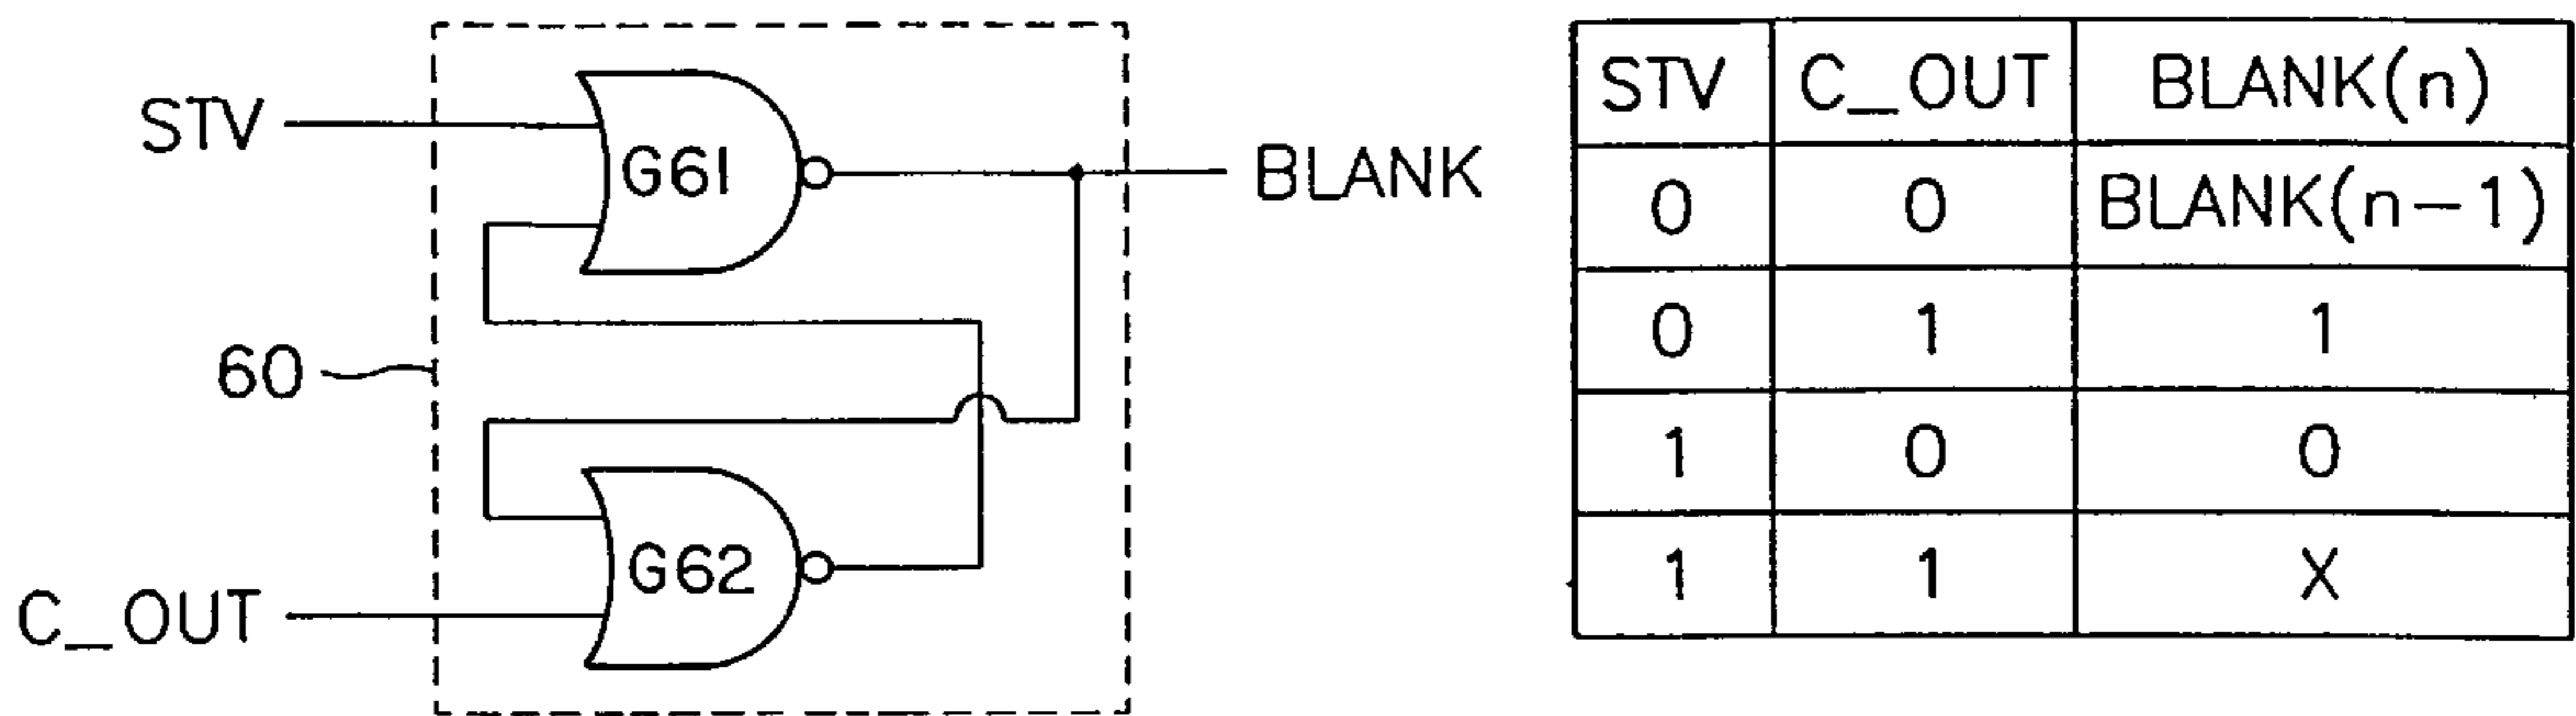 STV
G61
BLANK
60
G62
C_OUT
STV C_OUT BLANK(n)
0 0 BLANK(n-1)
0 1 1
1 0 0
1 1 X